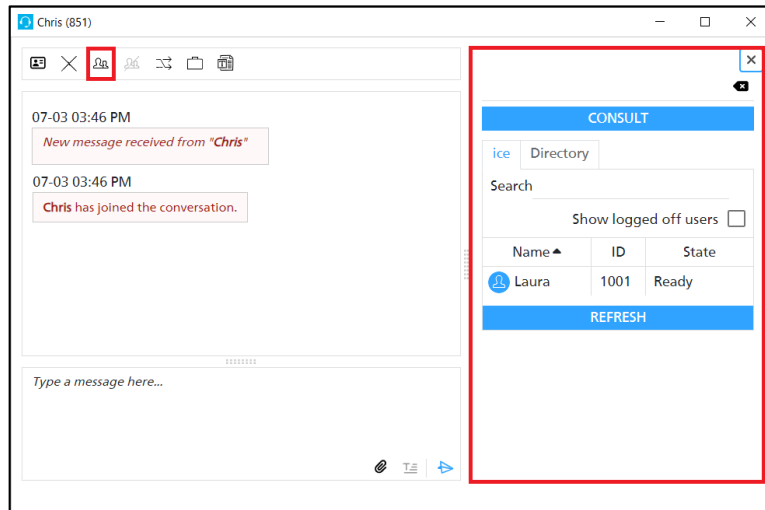 Chris (851)
07-03 03:46 PM
New message received from "Chris"
07-03 03:46 PM
Chris has joined the conversation.
Type a message here...
CONSULT
ice Directory
Search
Show logged off users
Name ID State
Laura 1001 Ready
REFRESH